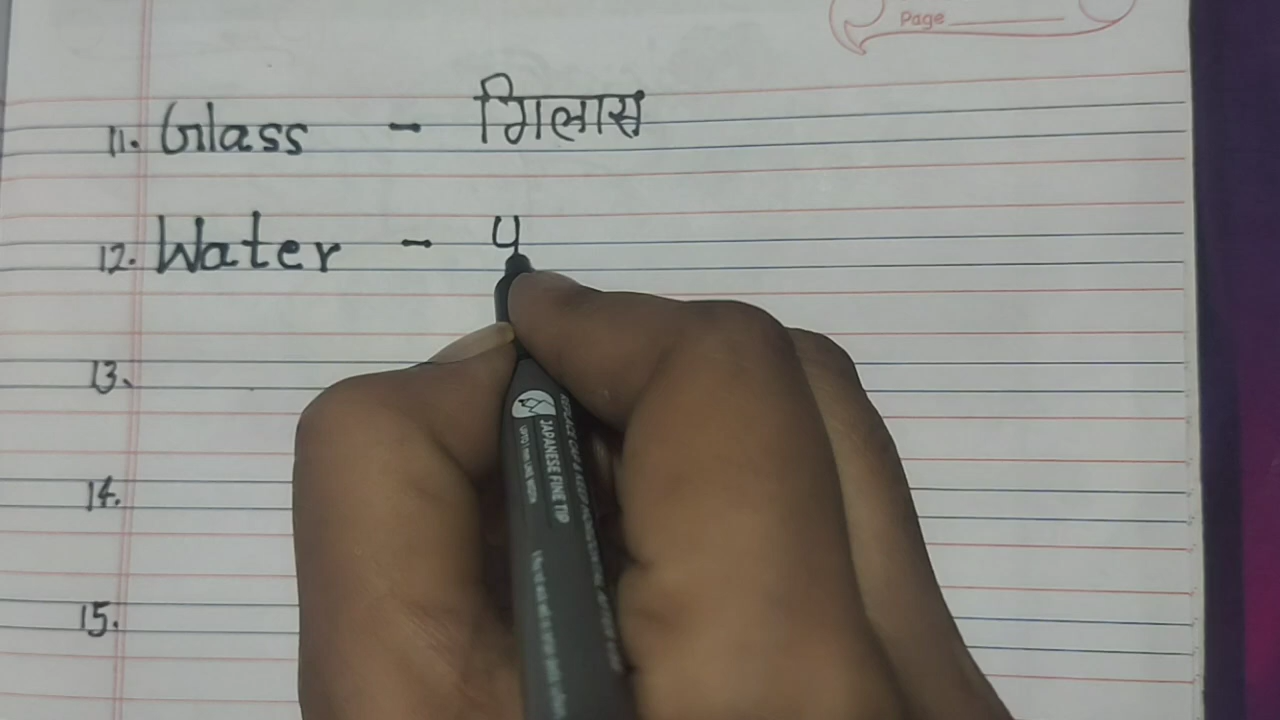 Page
11. Glass - गिलास
12. Water - प
13.
14.
15.
JAPANESE FINE TIP